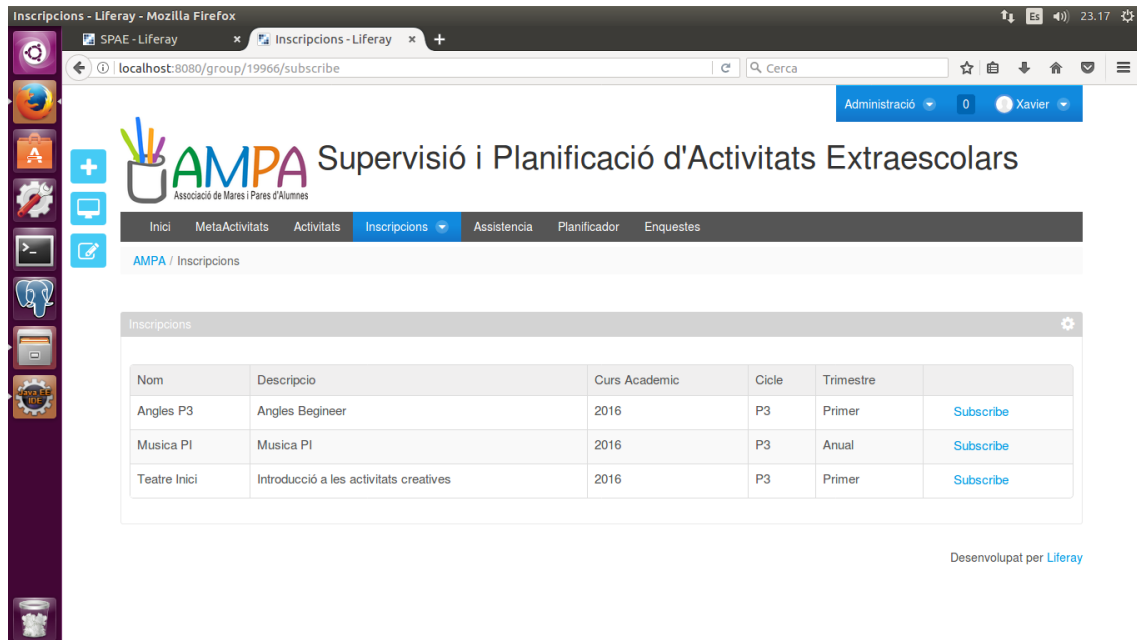 Inscripcions - Liferay - Mozilla Firefox
Es
23.17
SPAE - Liferay
Inscripcions - Liferay
localhost:8080/group/19966/subscribe
Cerca
Administració
0
Xavier
AMPA
Associació de Mares i Pares d'Alumnes
Supervisió i Planificació d'Activitats Extraescolars
Inici MetaActivitats Activitats Inscripcions Assistencia Planificador Enquestes
AMPA / Inscripcions
Inscripcions
Nom Descripcio Curs Academic Cicle Trimestre
Angles P3 Angles Begineer 2016 P3 Primer Subscribe
Musica PI Musica PI 2016 P3 Anual Subscribe
Teatre Inici Introducció a les activitats creatives 2016 P3 Primer Subscribe
Java EE
IDE
Desenvolupat per Liferay